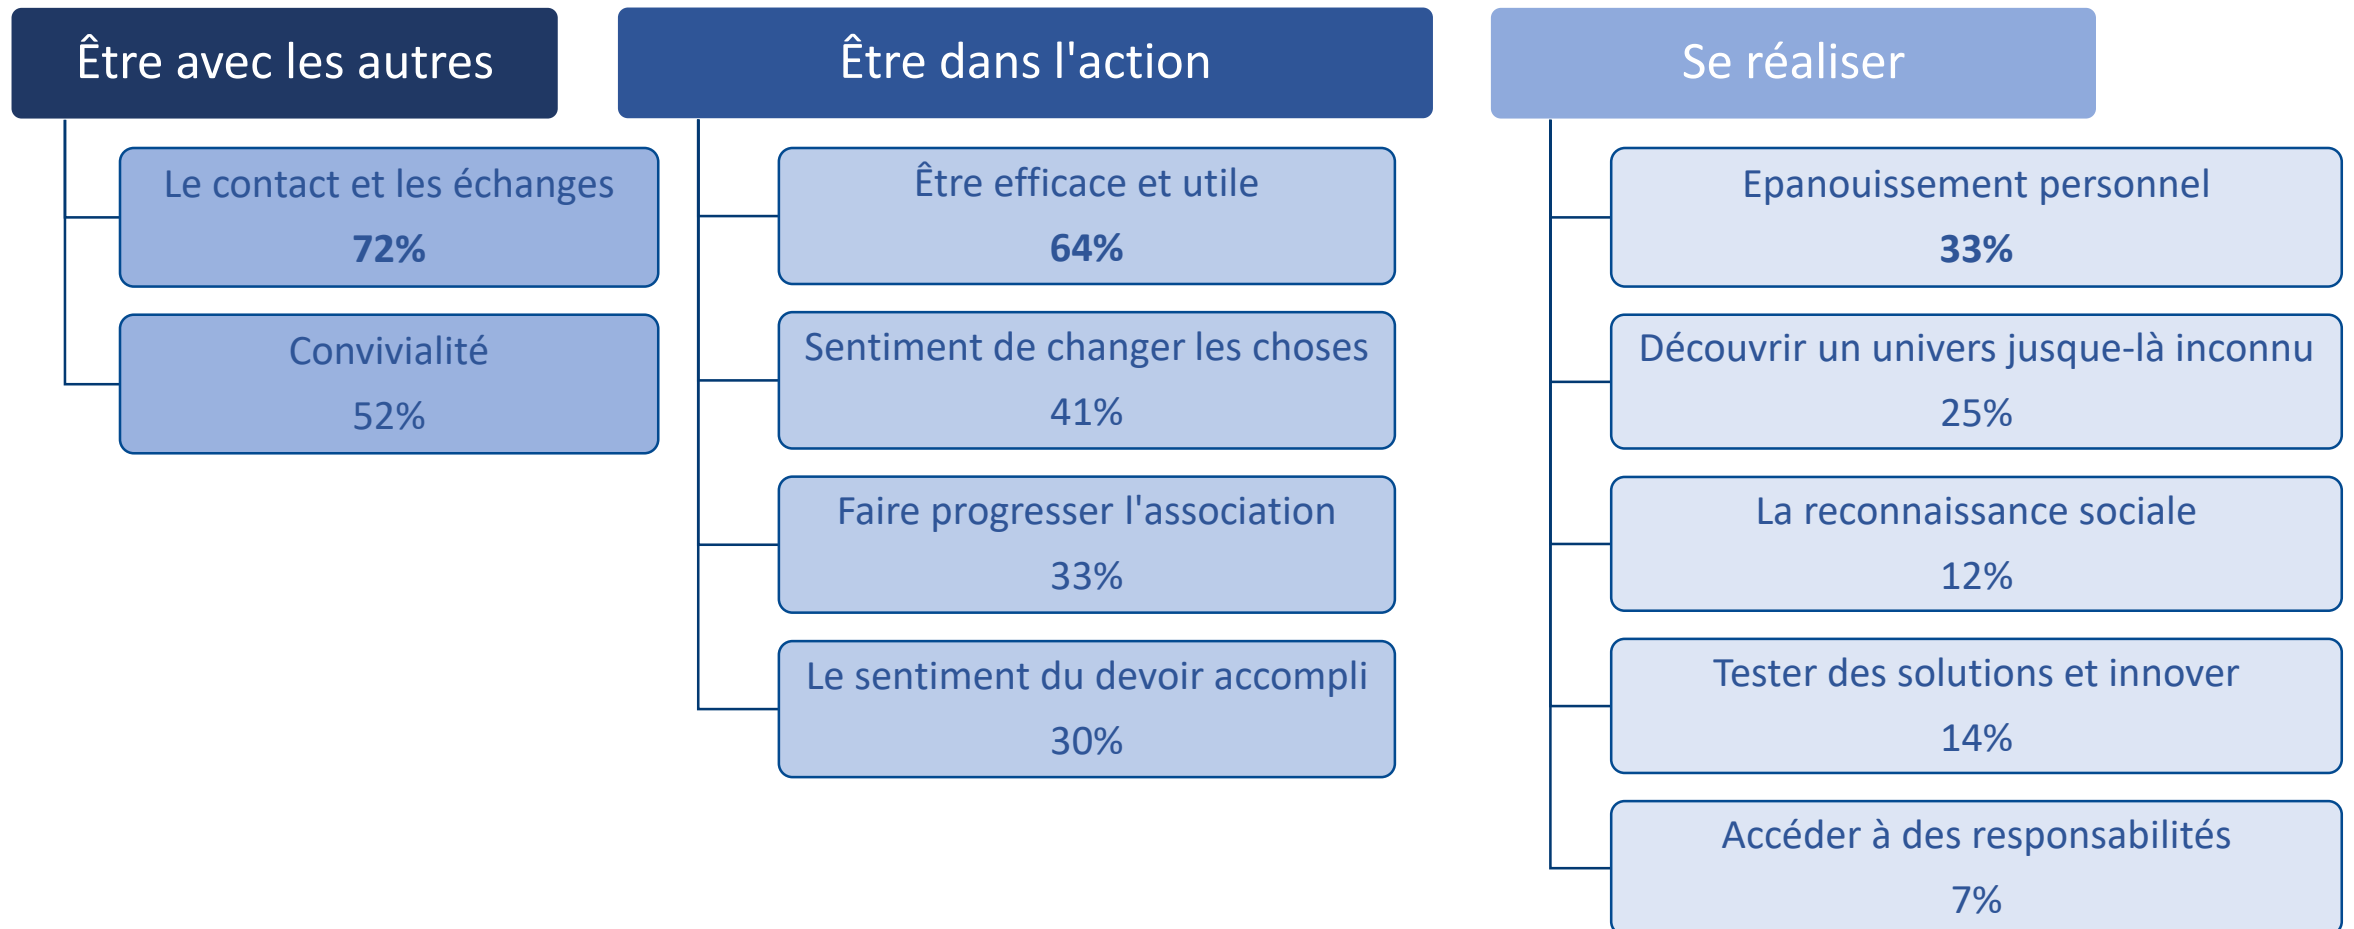 Être avec les autres
Le contact et les échanges
72%
Convivialité
52%
Être dans l'action
Être efficace et utile
64%
Sentiment de changer les choses
41%
Faire progresser l'association
33%
Le sentiment du devoir accompli
30%
Se réaliser
Epanouissement personnel
33%
Découvrir un univers jusque-là inconnu
25%
La reconnaissance sociale
12%
Tester des solutions et innover
14%
Accéder à des responsabilités
7%